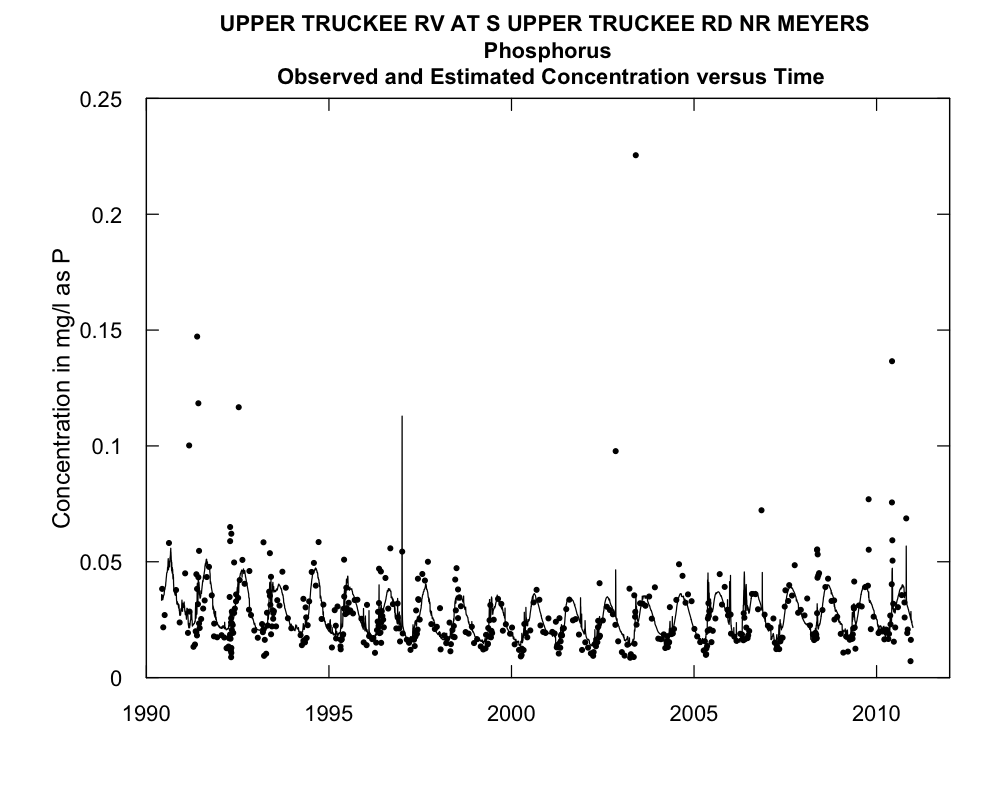 UPPER TRUCKEE RV AT S UPPER TRUCKEE RD NR MEYERS
Phosphorus
Observed and Estimated Concentration versus Time
0.25
0.2
0.15
0.1
0.05
0
Concentration in mg/l as P
1990 1995 2000 2005 2010